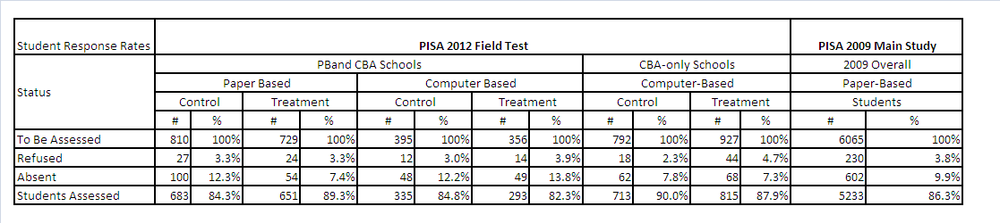 Student Response Rates PISA 2012 Field Test PISA 2009 Main Study
PBand CBA Schools CBA-only Schools 2009 Overall
Status Paper Based Computer Based Computer-Based Paper-Based
Control Treatment Control Treatment Control Treatment Students
# % # % # % # % # % # % # %
To Be Assessed 810 100% 729 100% 395 100% 356 100% 792 100% 927 100% 6065 100%
Refused 27 3.3% 24 3.3% 12 3.0% 14 3.9% 18 2.3% 44 4.7% 230 3.8%
Absent 100 12.3% 54 7.4% 48 12.2% 49 13.8% 62 7.8% 68 7.3% 602 9.9%
Students Assessed 683 84.3% 651 89.3% 335 84.8% 293 82.3% 713 90.0% 815 87.9% 5233 86.3%